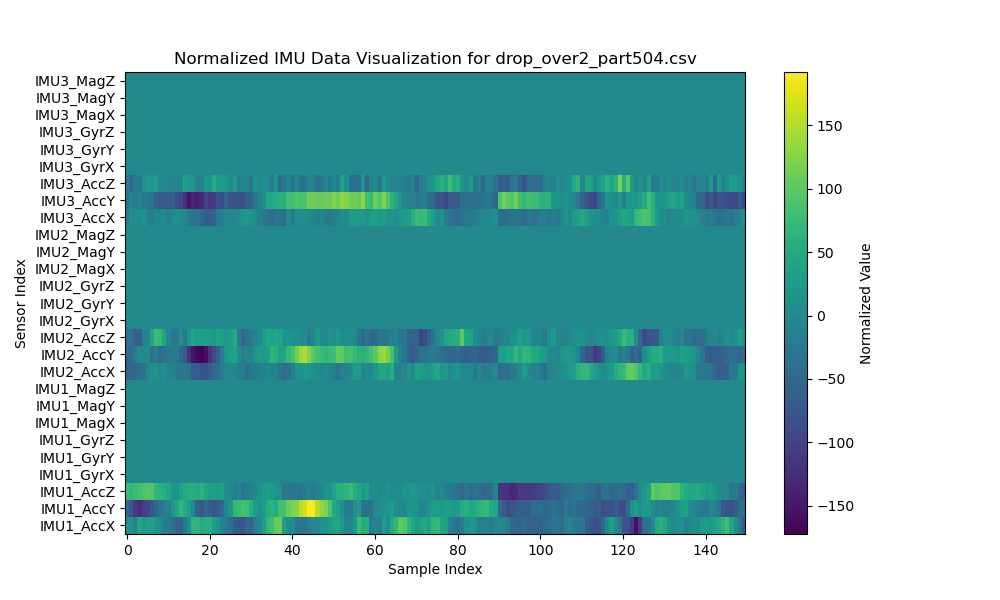 Normalized IMU Data Visualization for drop_over2_part504.csv
IMU3_MagZ
IMU3_MagY
IMU3_MagX
IMU3_GyrZ
IMU3_GyrY
IMU3_GyrX
IMU3_AccZ
IMU3_AccY
IMU3_AccX
IMU2_MagZ
IMU2_MagY
IMU2_MagX
IMU2_GyrZ
IMU2_GyrY
IMU2_GyrX
IMU2_AccZ
IMU2_AccY
IMU2_AccX
IMU1_MagZ
IMU1_MagY
IMU1_MagX
IMU1_GyrZ
IMU1_GyrY
IMU1_GyrX
IMU1_AccZ
IMU1_AccY
IMU1_AccX
Sensor Index
0 20 40 60 80 100 120 140
Sample Index
150
100
50
0
−50
−100
−150
Normalized Value